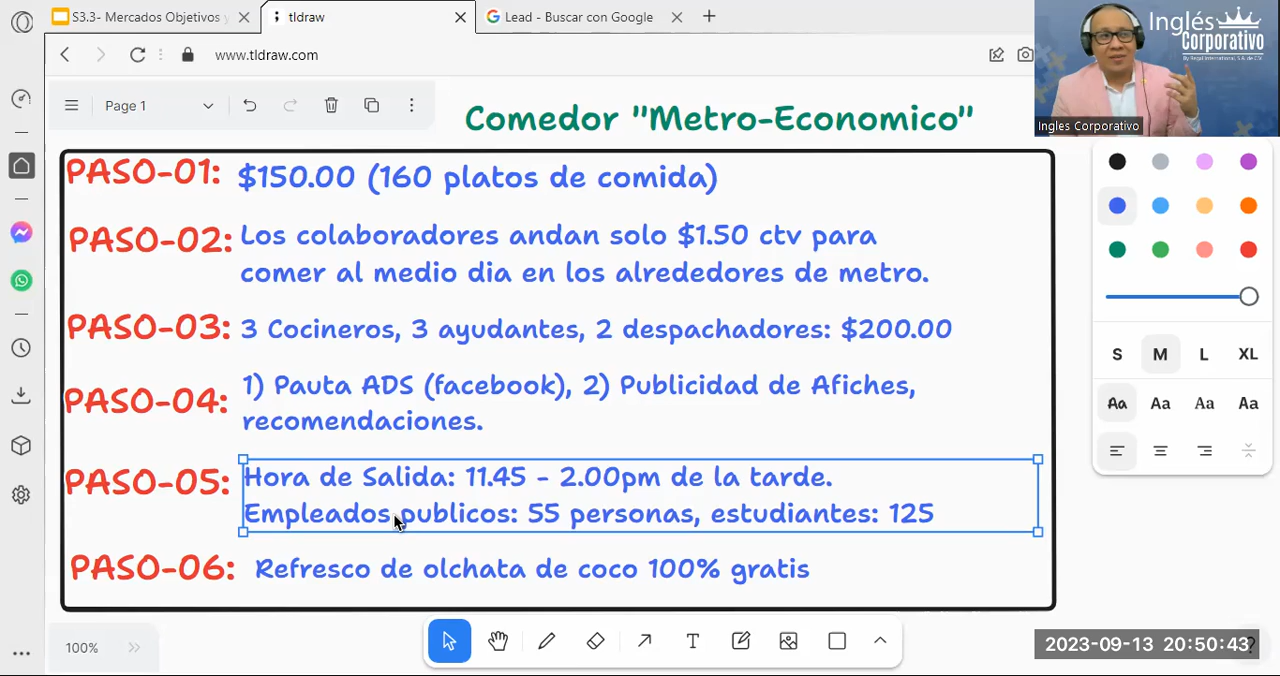 S3.3- Mercados Objetivos y
tldraw
Lead - Buscar con Google
www.tldraw.com
Page 1
Comedor "Metro-Economico"
Inglés
Corporativo
By Regal International, S.A. de C.V.
Ingles Corporativo
PASO-01: $150.00 (160 platos de comida)
PASO-02: Los colaboradores andan solo $1.50 ctv para
comer al medio dia en los alrededores de metro.
PASO-03: 3 Cocineros, 3 ayudantes, 2 despachadores: $200.00
PASO-04: 1) Pauta ADS (facebook), 2) Publicidad de Afiches,
recomendaciones.
PASO-05: Hora de Salida: 11.45 - 2.00pm de la tarde.
Empleados publicos: 55 personas, estudiantes: 125
PASO-06: Refresco de olchata de coco 100% gratis
S M L XL
Aa Aa Aa Aa
100%
2023-09-13 20:50:43